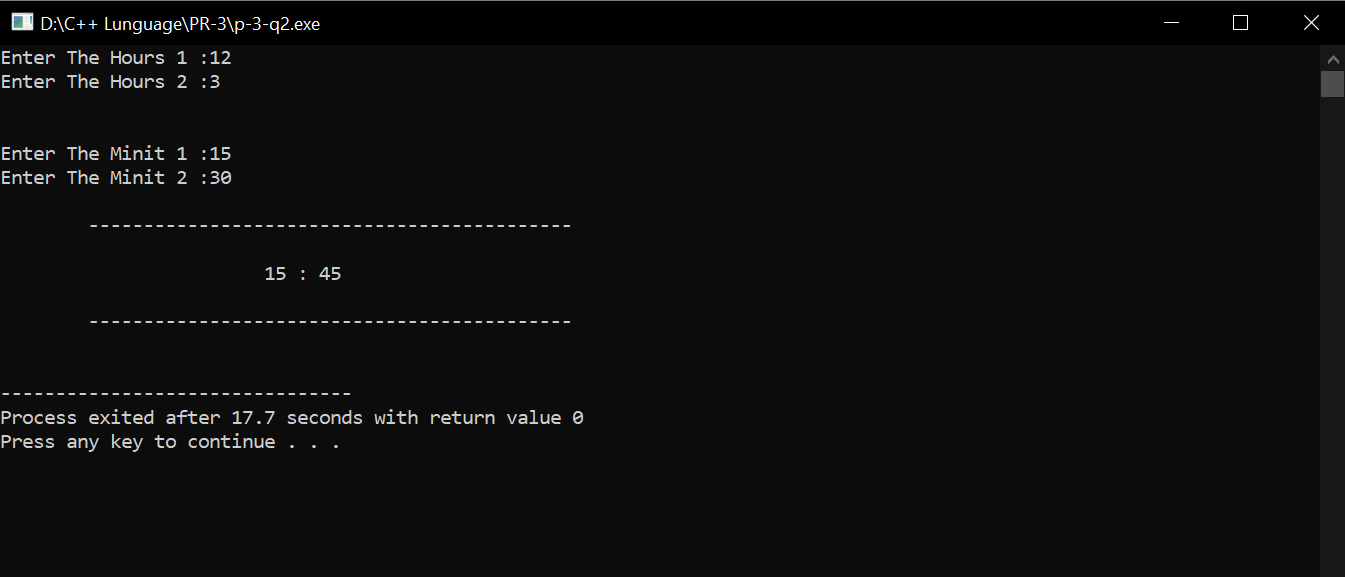 D:\C++ Lunguage\PR-3\p-3-q2.exe
Enter The Hours 1 :12
Enter The Hours 2 :3
Enter The Minit 1 :15
Enter The Minit 2 :30
--------------------------------------------
15 : 45
--------------------------------------------
--------------------------------
Process exited after 17.7 seconds with return value 0
Press any key to continue . . .